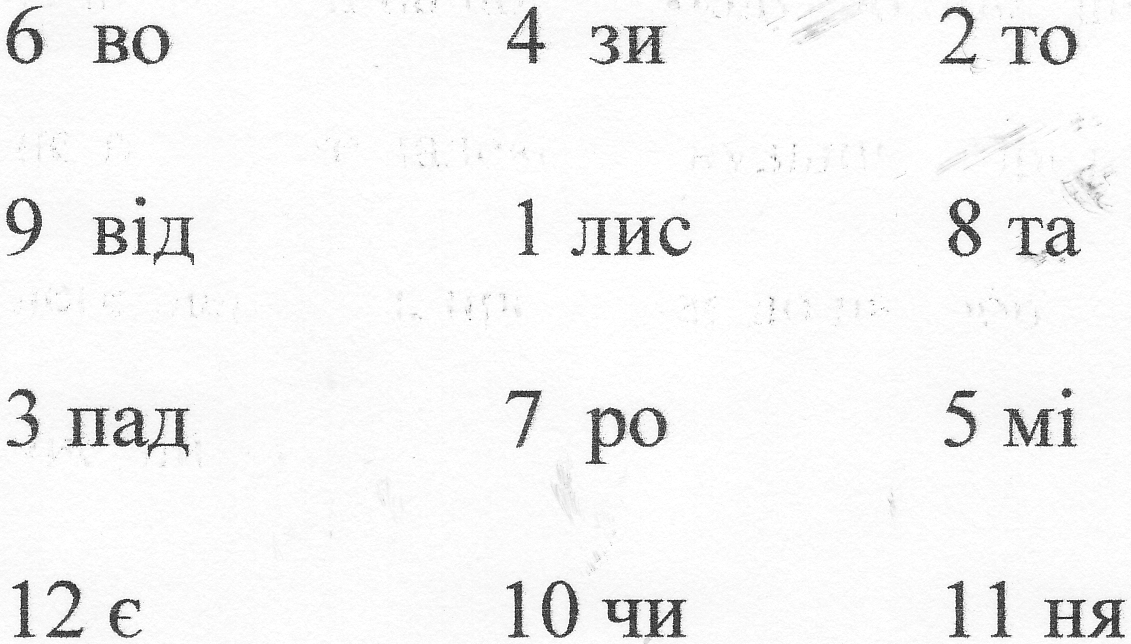 6 во 4 зи 2 то
9 від 1 лис 8 та
3 пад 7 ро 5 мі
12 є 10 чи 11 ня